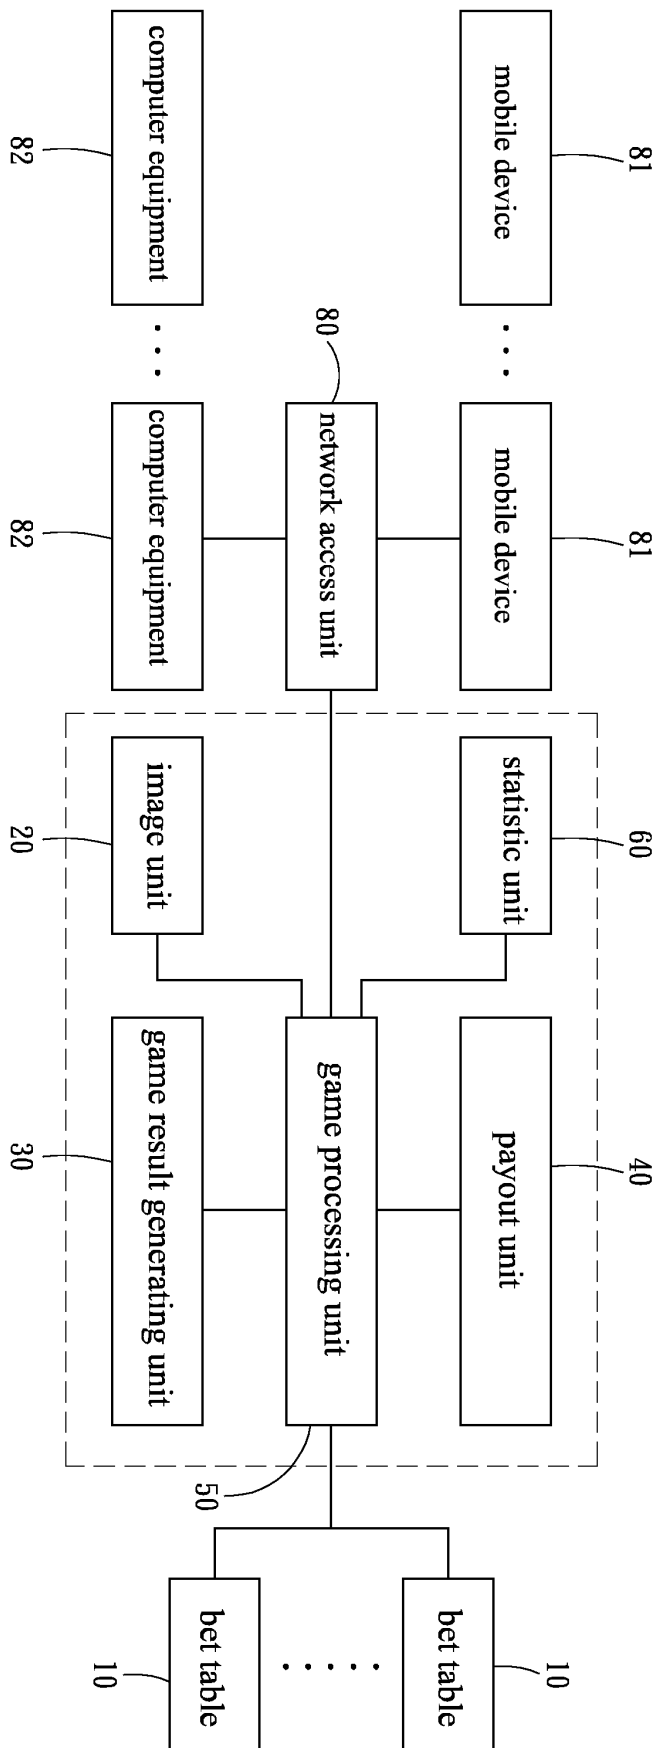 81
81
60
40
10
mobile device
mobile device
statistic unit
payout unit
bet table
80
network access unit
game processing unit
50
bet table
computer equipment
computer equipment
image unit
game result generating unit
10
82
82
20
30